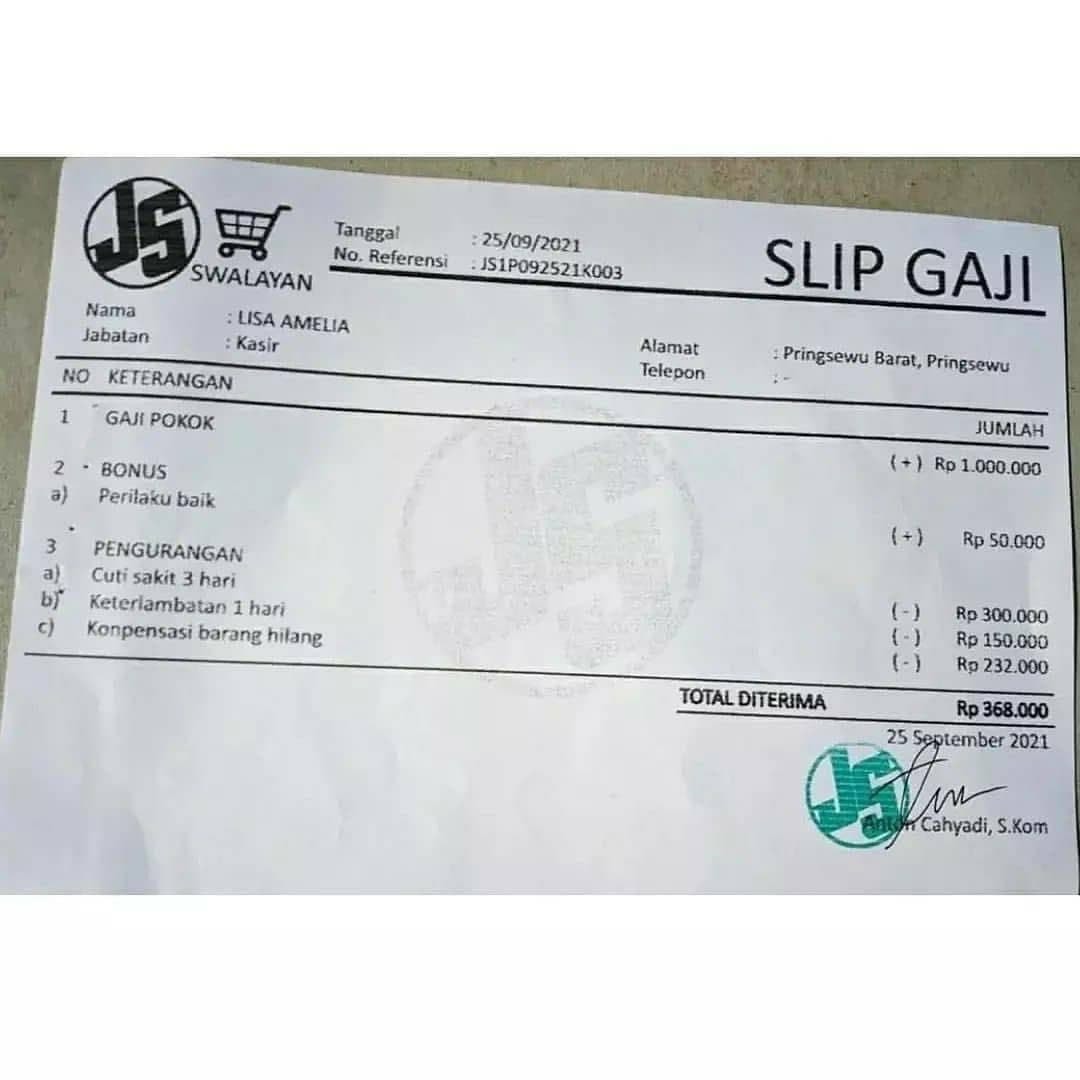 JS SWALAYAN
Tanggal : 25/09/2021
No. Referensi : JS1P092521K003
SLIP GAJI
Nama : LISA AMELIA
Jabatan : Kasir
Alamat : Pringsewu Barat, Pringsewu
Telepon : -
NO KETERANGAN
JUMLAH
1 GAJI POKOK
(+) Rp 1.000.000
2 BONUS
a) Perilaku baik
(+) Rp 50.000
3 PENGURANGAN
a) Cuti sakit 3 hari
(-) Rp 300.000
b) Keterlambatan 1 hari
(-) Rp 150.000
c) Konpensasi barang hilang
(-) Rp 232.000
TOTAL DITERIMA Rp 368.000
25 September 2021
JS
Anton Cahyadi, S.Kom
JS